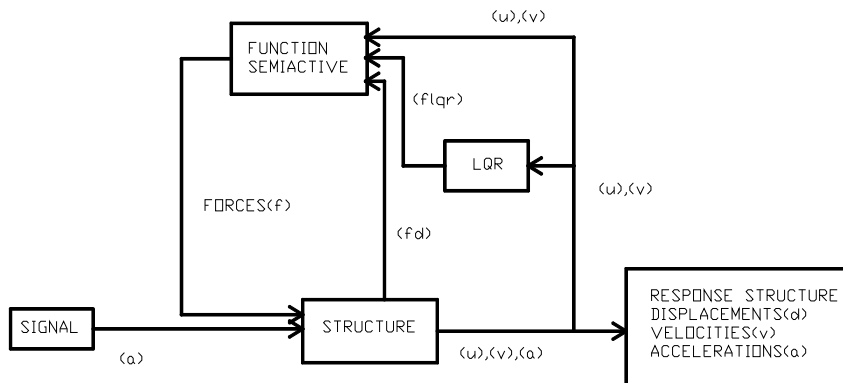 (u),(v)
FUNCTION
SEMIACTIVE
(flqr)
LQR
(u),(v)
FORCES(f)
(fd)
SIGNAL
(a)
STRUCTURE
(u),(v),(a)
RESPONSE STRUCTURE
DISPLACEMENTS(d)
VELOCITIES(v)
ACCELERATIONS(a)